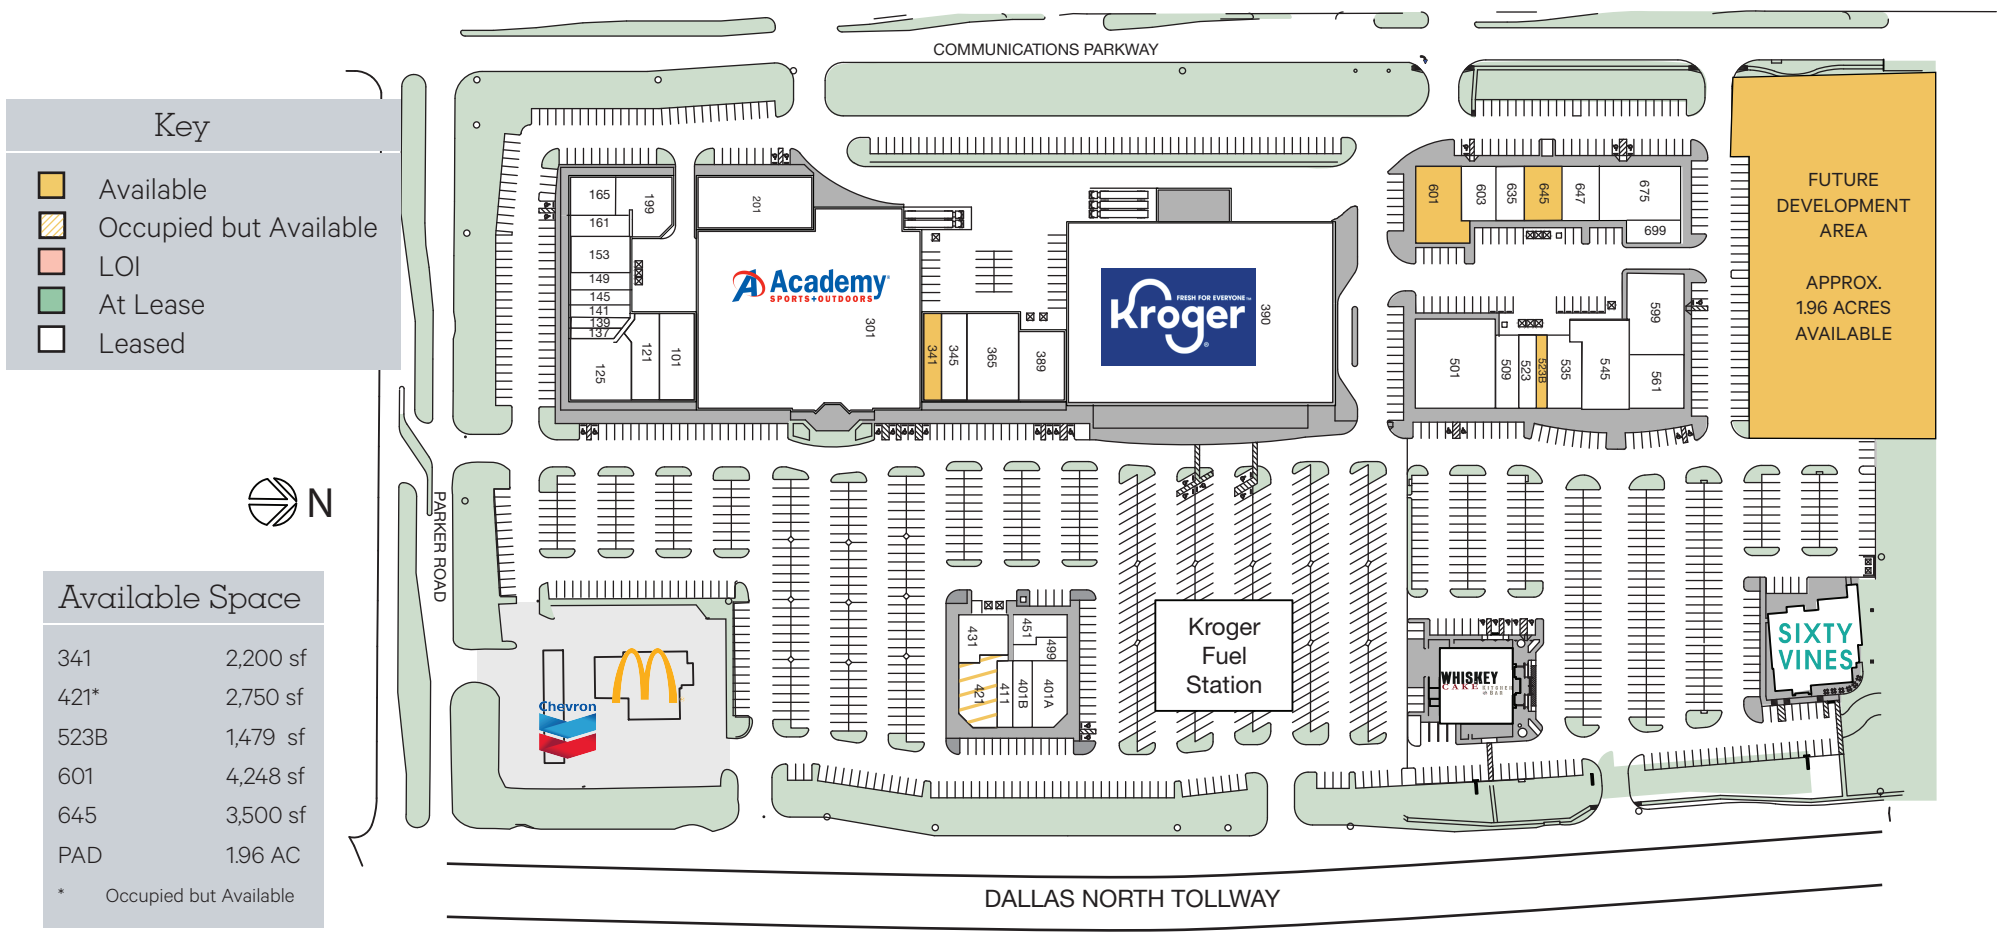 COMMUNICATIONS PARKWAY
Key
Available
Occupied but Available
LOI
At Lease
Leased
N
PARKER ROAD
Available Space
341 2,200 sf
421* 2,750 sf
523B 1,479 sf
601 4,248 sf
645 3,500 sf
PAD 1.96 AC
* Occupied but Available
165
199
161
153
149
145
141
139
137
125
121
101
201
Academy
SPORTS+OUTDOORS
301
341
345
365
389
FRESH FOR EVERYONE™
Kroger
390
601
603
635
645
647
675
699
501
509
523
523B
535
545
599
561
FUTURE
DEVELOPMENT
AREA
APPROX.
1.96 ACRES
AVAILABLE
Chevron
431
451
499
421
411
401B
401A
Kroger
Fuel
Station
WHISKEY
CAKE KITCHEN
& BAR
SIXTY
VINES
DALLAS NORTH TOLLWAY